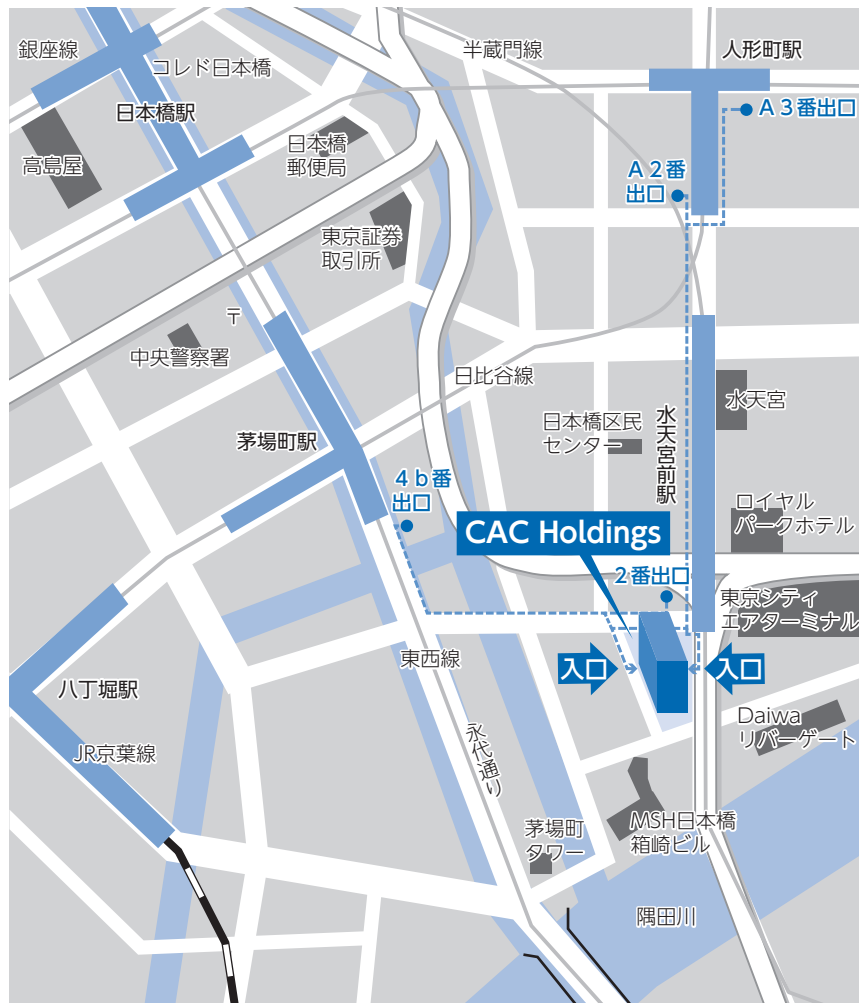 銀座線
コレド日本橋
半蔵門線
人形町駅
日本橋駅
A3番出口
高島屋
日本橋
郵便局
A2番
出口
東京証券
取引所
〒
中央警察署
日比谷線
水天宮
茅場町駅
日本橋区民
センター
水天宮前駅
4b番
出口
ロイヤル
パークホテル
CAC Holdings
2番出口
東京シティ
エアターミナル
東西線
入口
入口
八丁堀駅
JR京葉線
永代通り
Daiwa
リバーゲート
茅場町
タワー
MSH日本橋
箱崎ビル
隅田川